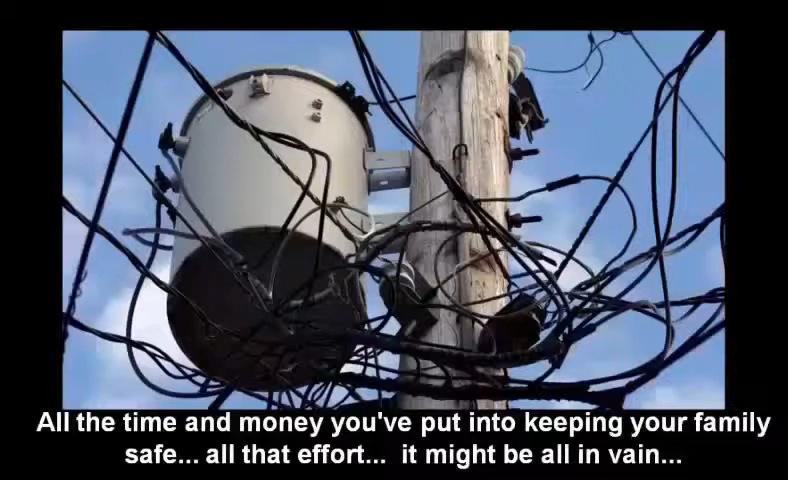 All the time and money you've put into keeping your family
safe... all that effort...  it might be all in vain...